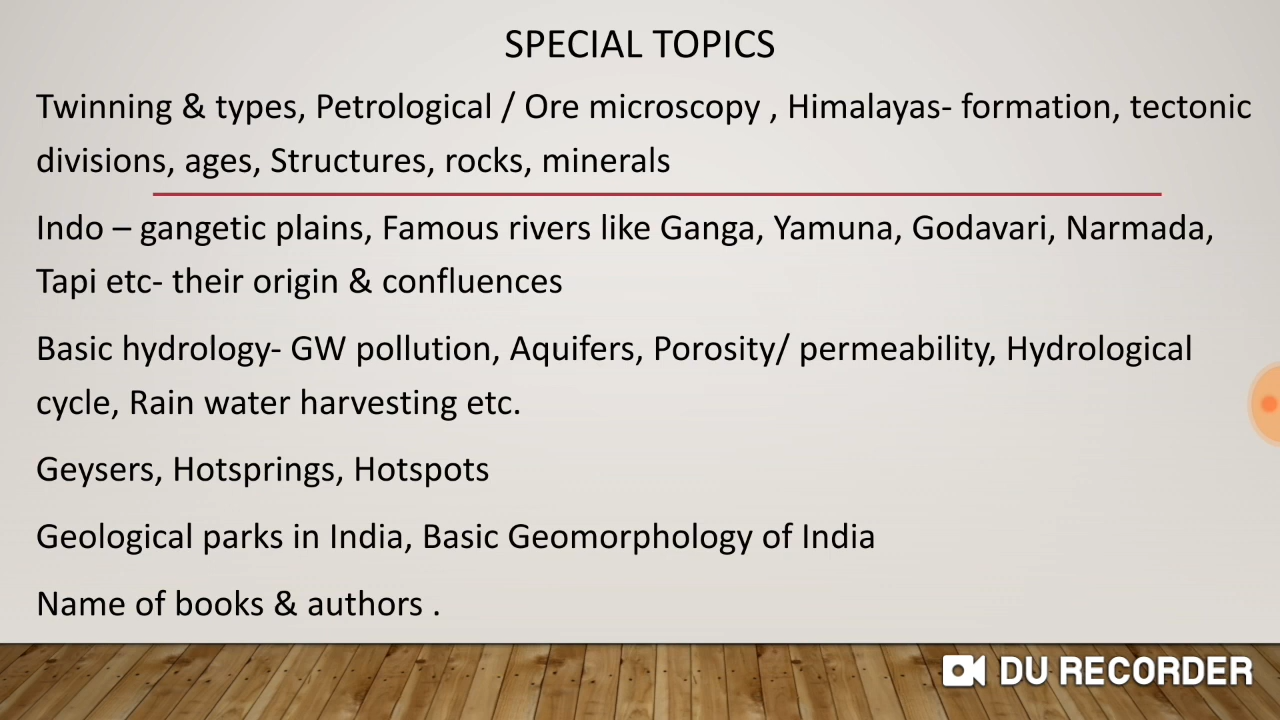 SPECIAL TOPICS
Twinning & types, Petrological / Ore microscopy , Himalayas- formation, tectonic
divisions, ages, Structures, rocks, minerals
Indo – gangetic plains, Famous rivers like Ganga, Yamuna, Godavari, Narmada,
Tapi etc- their origin & confluences
Basic hydrology- GW pollution, Aquifers, Porosity/ permeability, Hydrological
cycle, Rain water harvesting etc.
Geysers, Hotsprings, Hotspots
Geological parks in India, Basic Geomorphology of India
Name of books & authors .
DU RECORDER